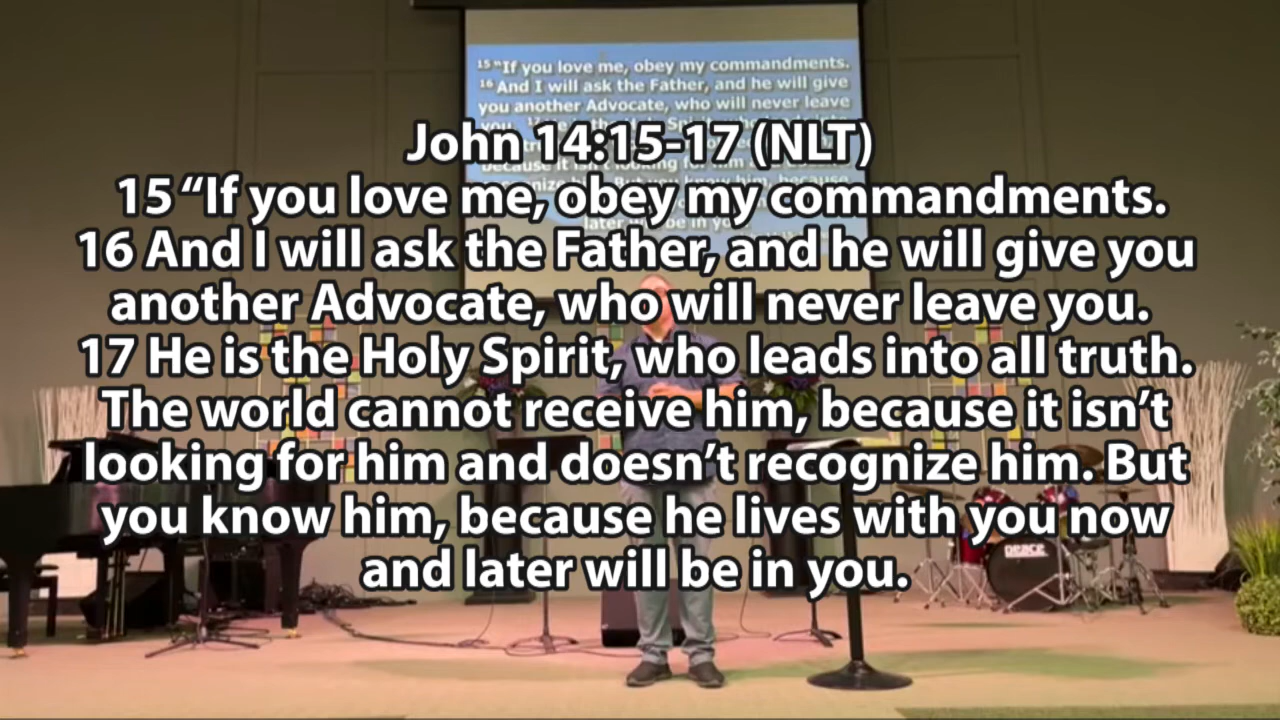 15 "If you love me, obey my commandments.
16 And I will ask the Father, and he will give
you another Advocate, who will never leave
John 14:15-17 (NLT)
15 “If you love me, obey my commandments.
16 And I will ask the Father, and he will give you
another Advocate, who will never leave you.
17 He is the Holy Spirit, who leads into all truth.
The world cannot receive him, because it isn’t
looking for him and doesn’t recognize him. But
you know him, because he lives with you now
and later will be in you.
peace